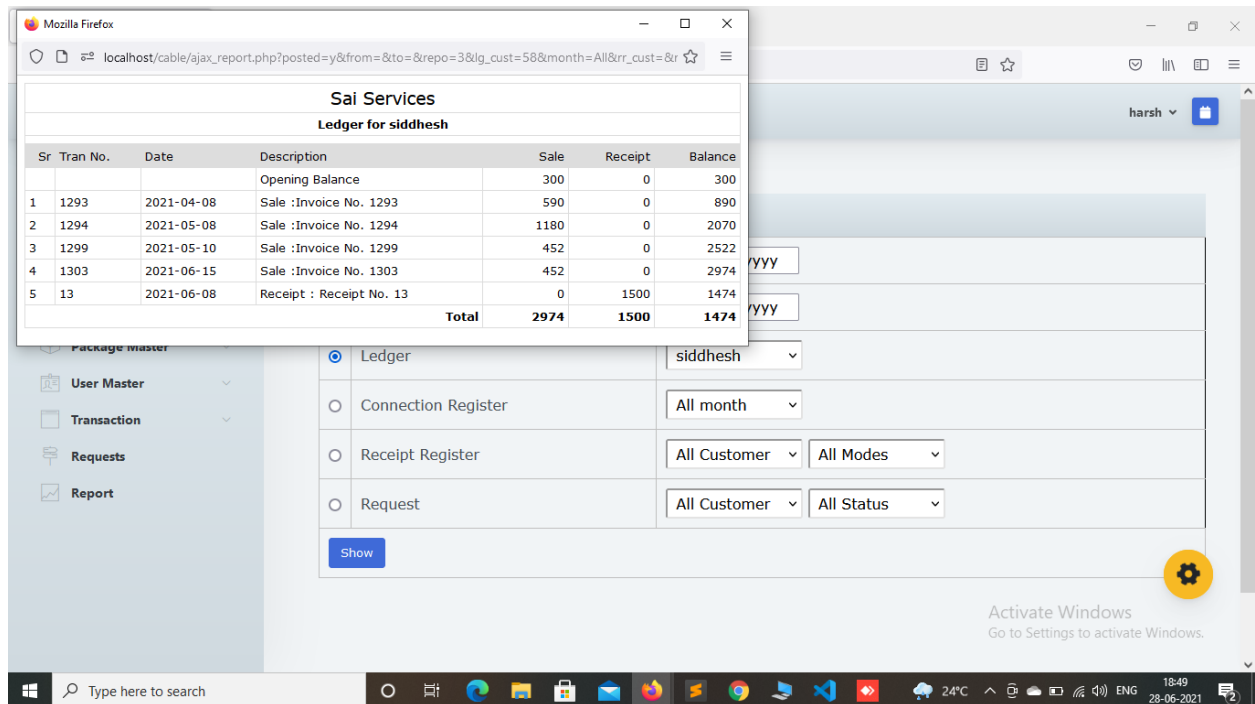 Mozilla Firefox
localhost/cable/ajax_report.php?posted=y&from=&to=&repo=3&lg_cust=58&month=All&rr_cust=&r
Sai Services
Ledger for siddhesh
Sr Tran No. Date Description Sale Receipt Balance
Opening Balance 300 0 300
1 1293 2021-04-08 Sale :Invoice No. 1293 590 0 890
2 1294 2021-05-08 Sale :Invoice No. 1294 1180 0 2070
3 1299 2021-05-10 Sale :Invoice No. 1299 452 0 2522
4 1303 2021-06-15 Sale :Invoice No. 1303 452 0 2974
5 13 2021-06-08 Receipt : Receipt No. 13 0 1500 1474
Total 2974 1500 1474
harsh
yyyy
yyyy
Package Master
User Master
Transaction
Requests
Report
Ledger siddhesh
Connection Register All month
Receipt Register All Customer All Modes
Request All Customer All Status
Show
Activate Windows
Go to Settings to activate Windows.
Type here to search
24°C ENG
18:49
28-06-2021
2